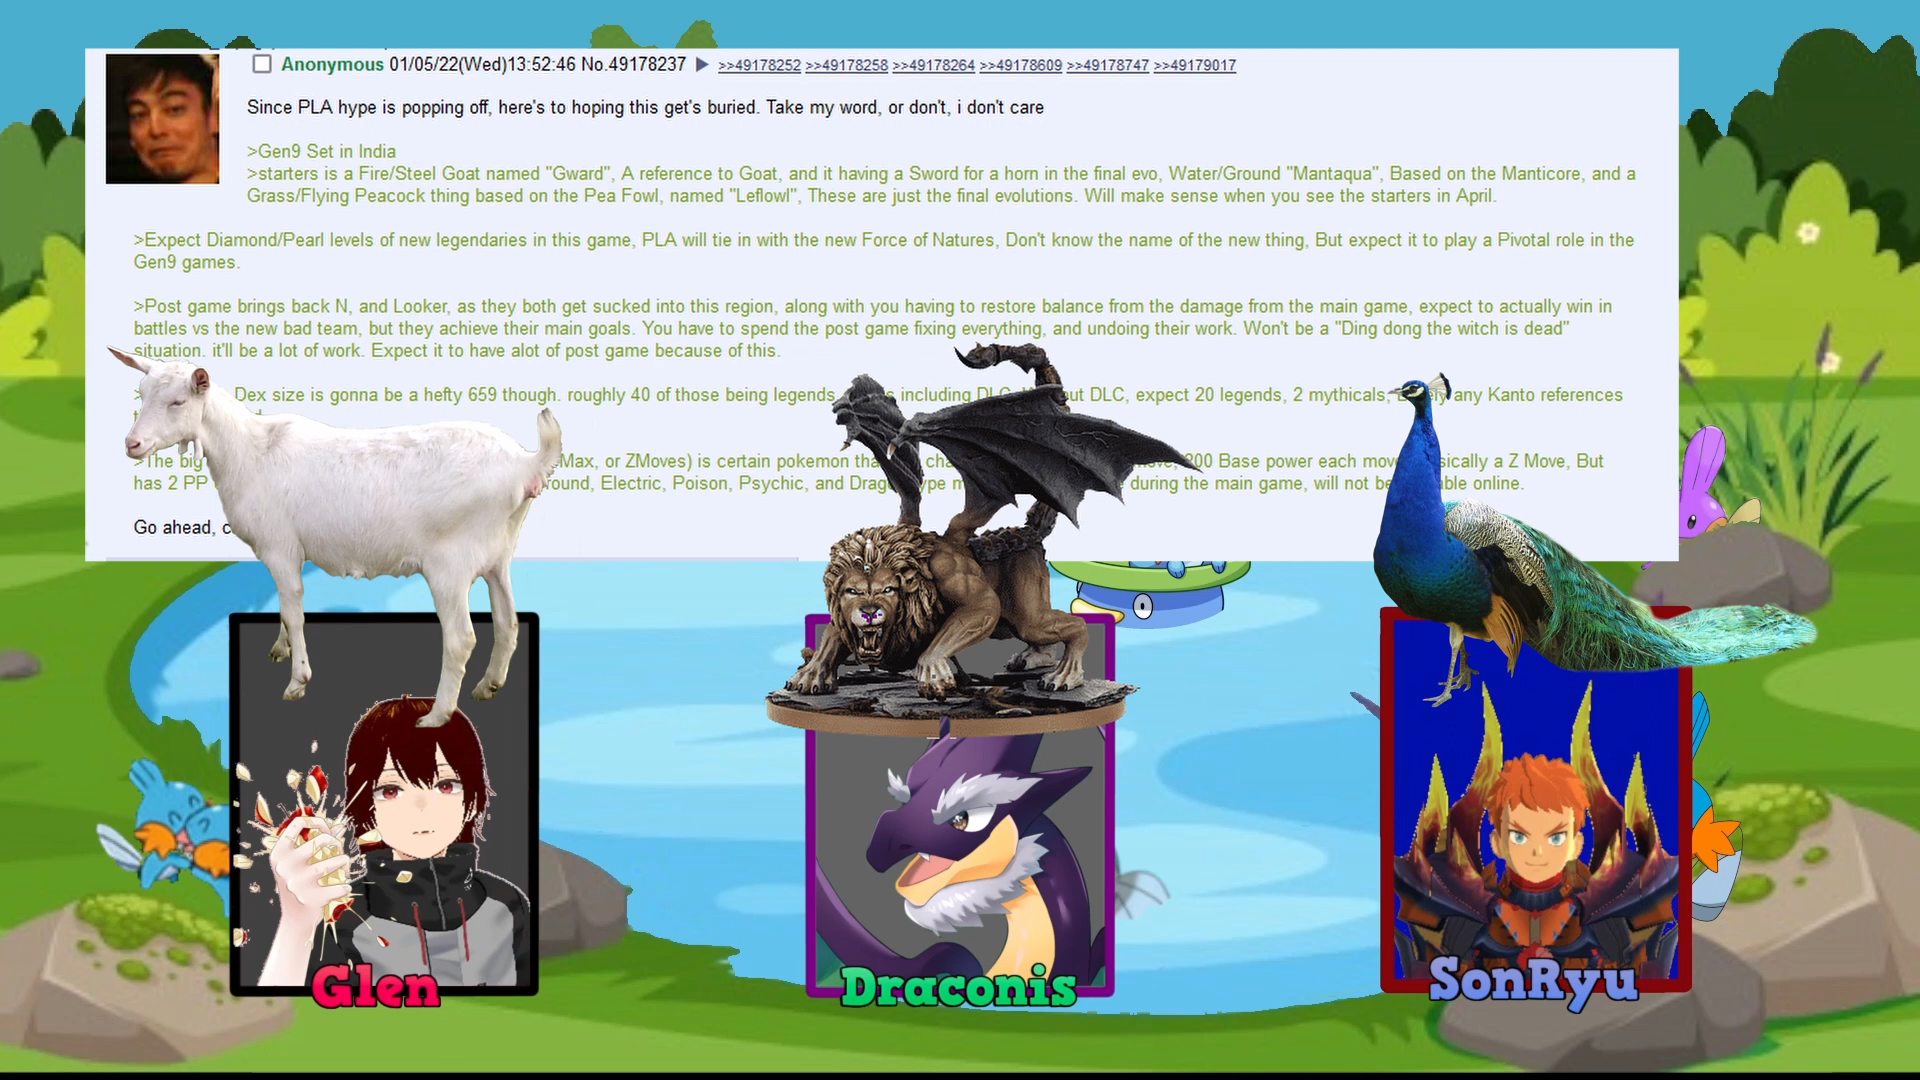 Anonymous 01/05/22(Wed)13:52:46 No.49178237 ▶ >>49178252 >>49178258 >>49178264 >>49178609 >>49178747 >>49179017
Since PLA hype is popping off, here's to hoping this get's buried. Take my word, or don't, i don't care
>Gen9 Set in India
>starters is a Fire/Steel Goat named "Gward", A reference to Goat, and it having a Sword for a horn in the final evo, Water/Ground "Mantaqua", Based on the Manticore, and a
Grass/Flying Peacock thing based on the Pea Fowl, named "Leflowl", These are just the final evolutions. Will make sense when you see the starters in April.
>Expect Diamond/Pearl levels of new legendaries in this game, PLA will tie in with the new Force of Natures, Don't know the name of the new thing, But expect it to play a Pivotal role in the
Gen9 games.
>Post game brings back N, and Looker, as they both get sucked into this region, along with you having to restore balance from the damage from the main game, expect to actually win in
battles vs the new bad team, but they achieve their main goals. You have to spend the post game fixing everything, and undoing their work. Won't be a "Ding dong the witch is dead"
situation. it'll be a lot of work. Expect it to have alot of post game because of this.
Dex size is gonna be a hefty 659 though. roughly 40 of those being legends, including DLC, DLC, expect 20 legends, 2 mythicals, any Kanto references
>The big Max, or ZMoves) is certain pokemon 200 Base power each move, a Z Move, But
has 2 PP Electric, Poison, Psychic, and during the main game, will not be online.
Go ahead,
Glen
Draconis
SonRyu